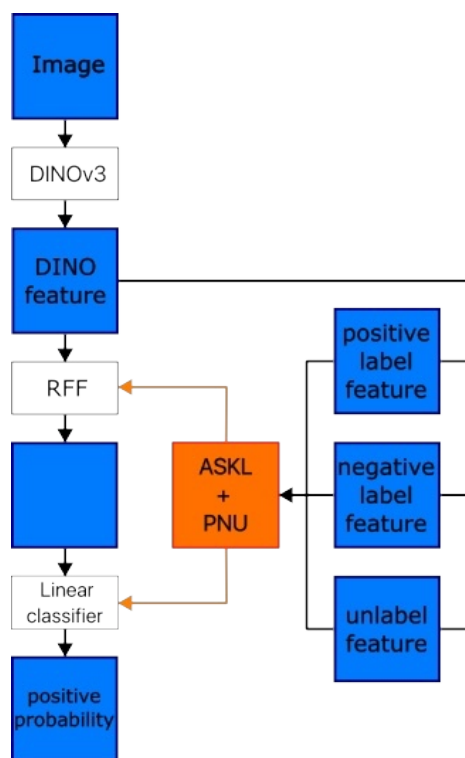 Image
DINOv3
DINO
feature
RFF
Linear
classifier
positive
probability
ASKL
+
PNU
positive
label
feature
negative
label
feature
unlabel
feature